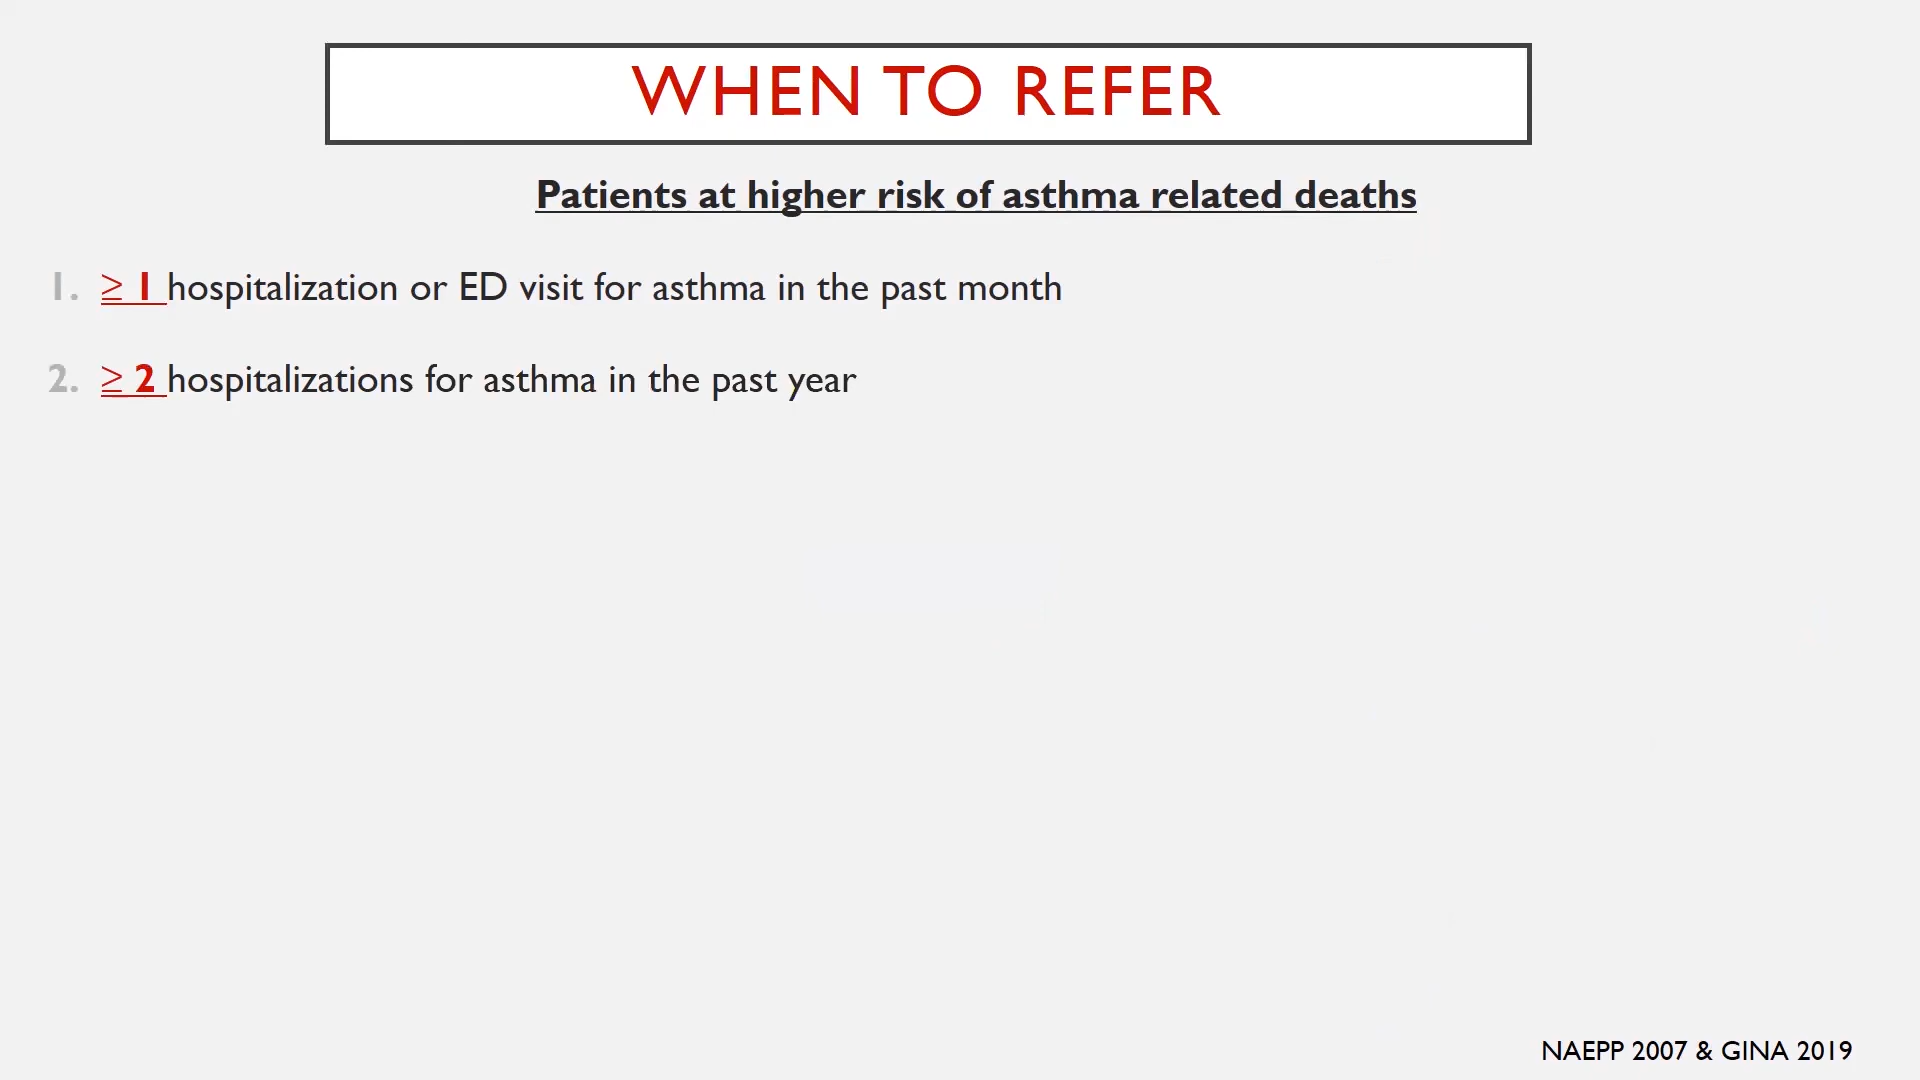 WHEN TO REFER
Patients at higher risk of asthma related deaths
1. ≥ 1 hospitalization or ED visit for asthma in the past month
2. ≥ 2 hospitalizations for asthma in the past year
NAEPP 2007 & GINA 2019